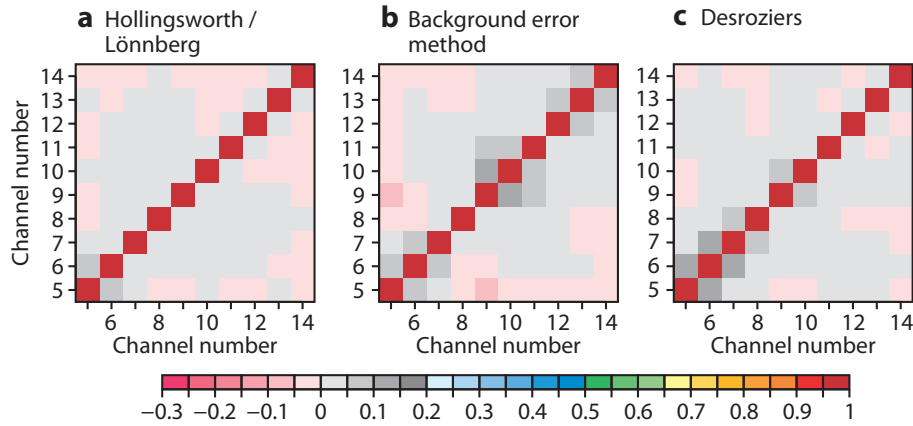 a Hollingsworth / Lönnberg
b Background error method
c Desroziers
Channel number
14
13
12
11
10
9
8
7
6
5
6 8 10 12 14
Channel number
14
13
12
11
10
9
8
7
6
5
6 8 10 12 14
Channel number
14
13
12
11
10
9
8
7
6
5
6 8 10 12 14
Channel number
−0.3 −0.2 −0.1 0 0.1 0.2 0.3 0.4 0.5 0.6 0.7 0.8 0.9 1